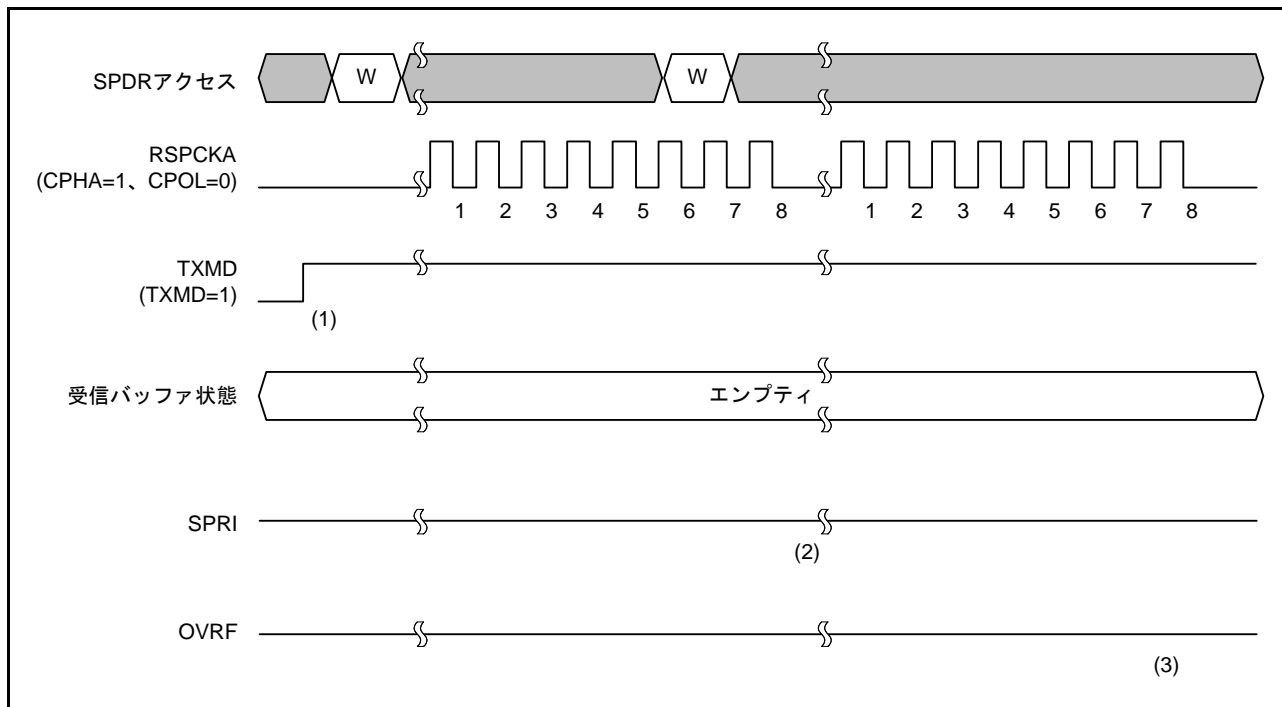 SPDRアクセス
W
W
RSPCKA
(CPHA=1、CPOL=0)
1 2 3 4 5 6 7 8 1 2 3 4 5 6 7 8
TXMD
(TXMD=1)
(1)
受信バッファ状態
エンプティ
SPRI
(2)
OVRF
(3)